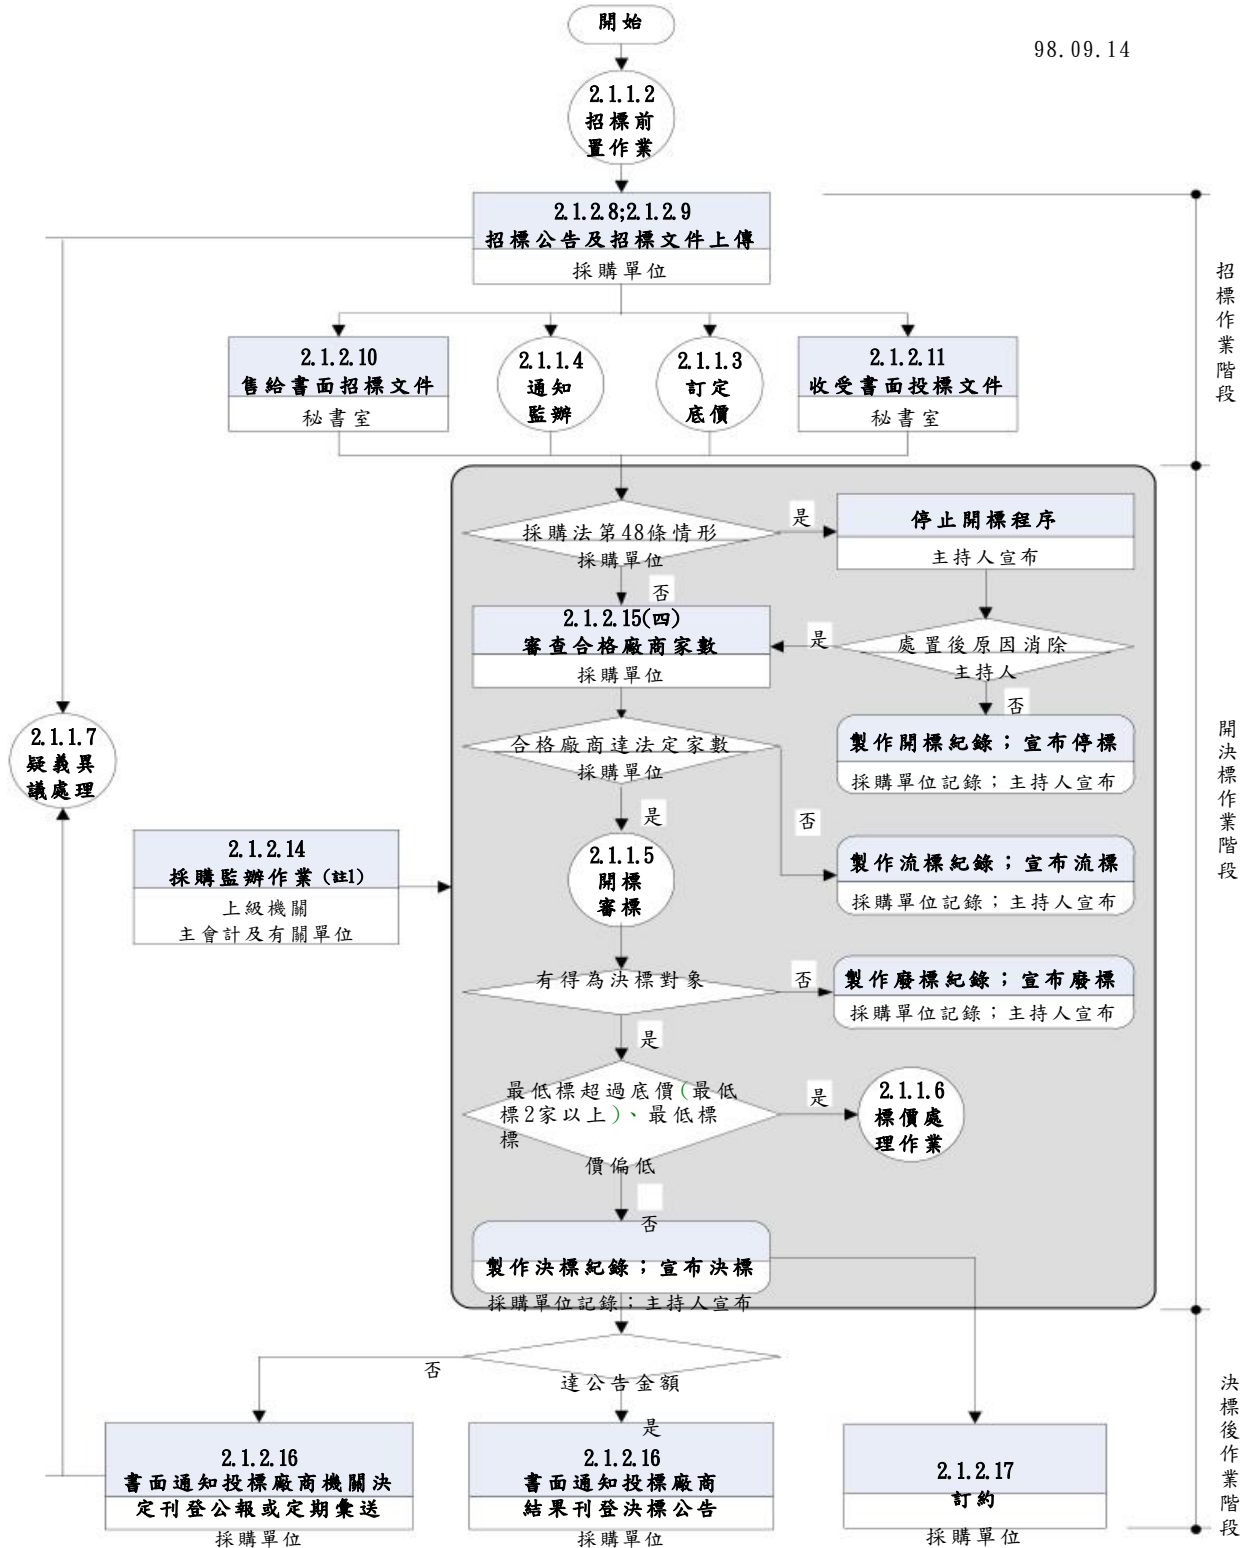 開始
98.09.14
2.1.1.2
招標前
置作業
2.1.2.8;2.1.2.9
招標公告及招標文件上傳
採購單位
招標作業階段
2.1.2.10
售給書面招標文件
秘書室
2.1.1.4
通知
監辦
2.1.1.3
訂定
底價
2.1.2.11
收受書面投標文件
秘書室
採購法第48條情形
採購單位
是
停止開標程序
主持人宣布
否
2.1.2.15(四)
審查合格廠商家數
採購單位
是
處置後原因消除
主持人
否
製作開標紀錄；宣布停標
採購單位記錄；主持人宣布
2.1.1.7
疑義異
議處理
合格廠商達法定家數
採購單位
開決標作業階段
是
否
2.1.2.14
採購監辦作業(註1)
上級機關
主會計及有關單位
2.1.1.5
開標
審標
製作流標紀錄；宣布流標
採購單位記錄；主持人宣布
有得為決標對象
否
製作廢標紀錄；宣布廢標
採購單位記錄；主持人宣布
是
最低標超過底價(最低
標2家以上)、最低標
標
價偏低
是
2.1.1.6
標價處
理作業
否
製作決標紀錄；宣布決標
採購單位記錄；主持人宣布
達公告金額
否
是
決標後作業階段
2.1.2.16
書面通知投標廠商機關決
定刊登公報或定期彙送
採購單位
2.1.2.16
書面通知投標廠商
結果刊登決標公告
採購單位
2.1.2.17
訂約
採購單位